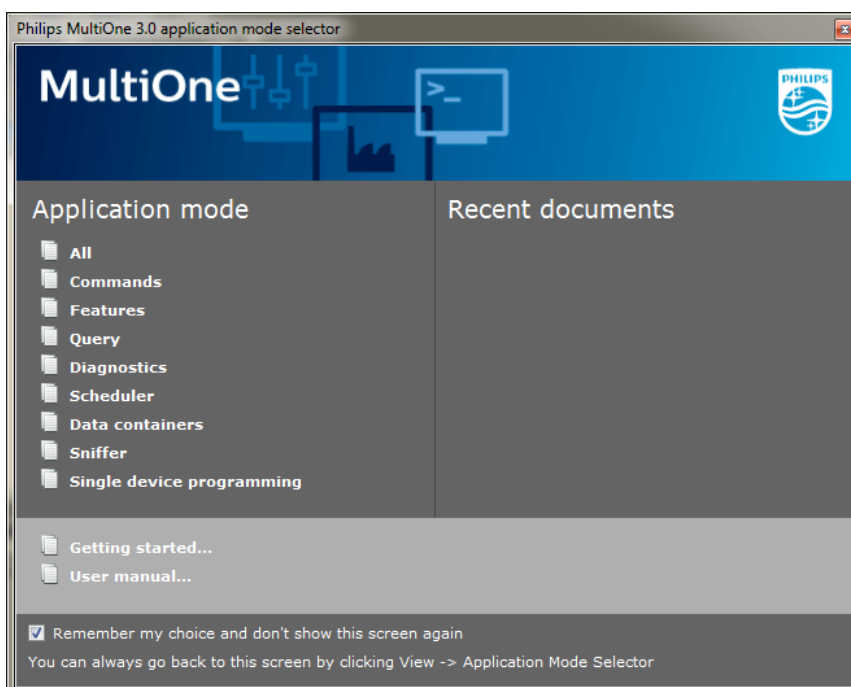 Philips MultiOne 3.0 application mode selector
MultiOne
>_
PHILIPS
Application mode
All
Commands
Features
Query
Diagnostics
Scheduler
Data containers
Sniffer
Single device programming
Recent documents
Getting started...
User manual...
Remember my choice and don't show this screen again
You can always go back to this screen by clicking View -> Application Mode Selector